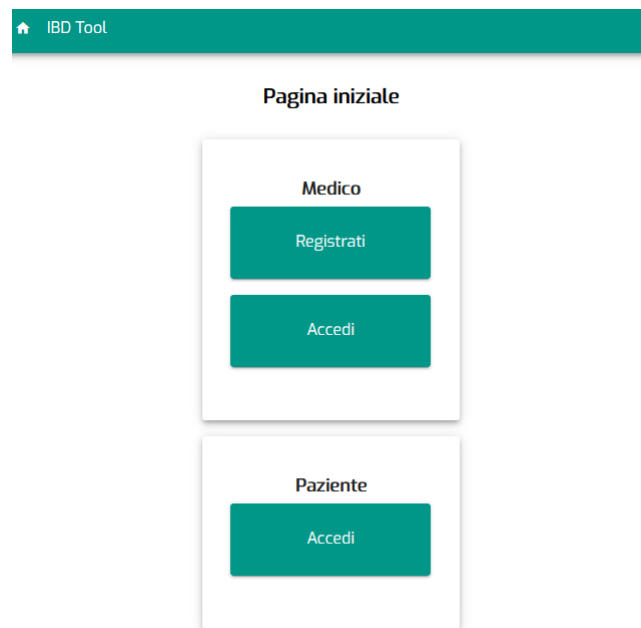 IBD Tool
Pagina iniziale
Medico
Registrati
Accedi
Paziente
Accedi